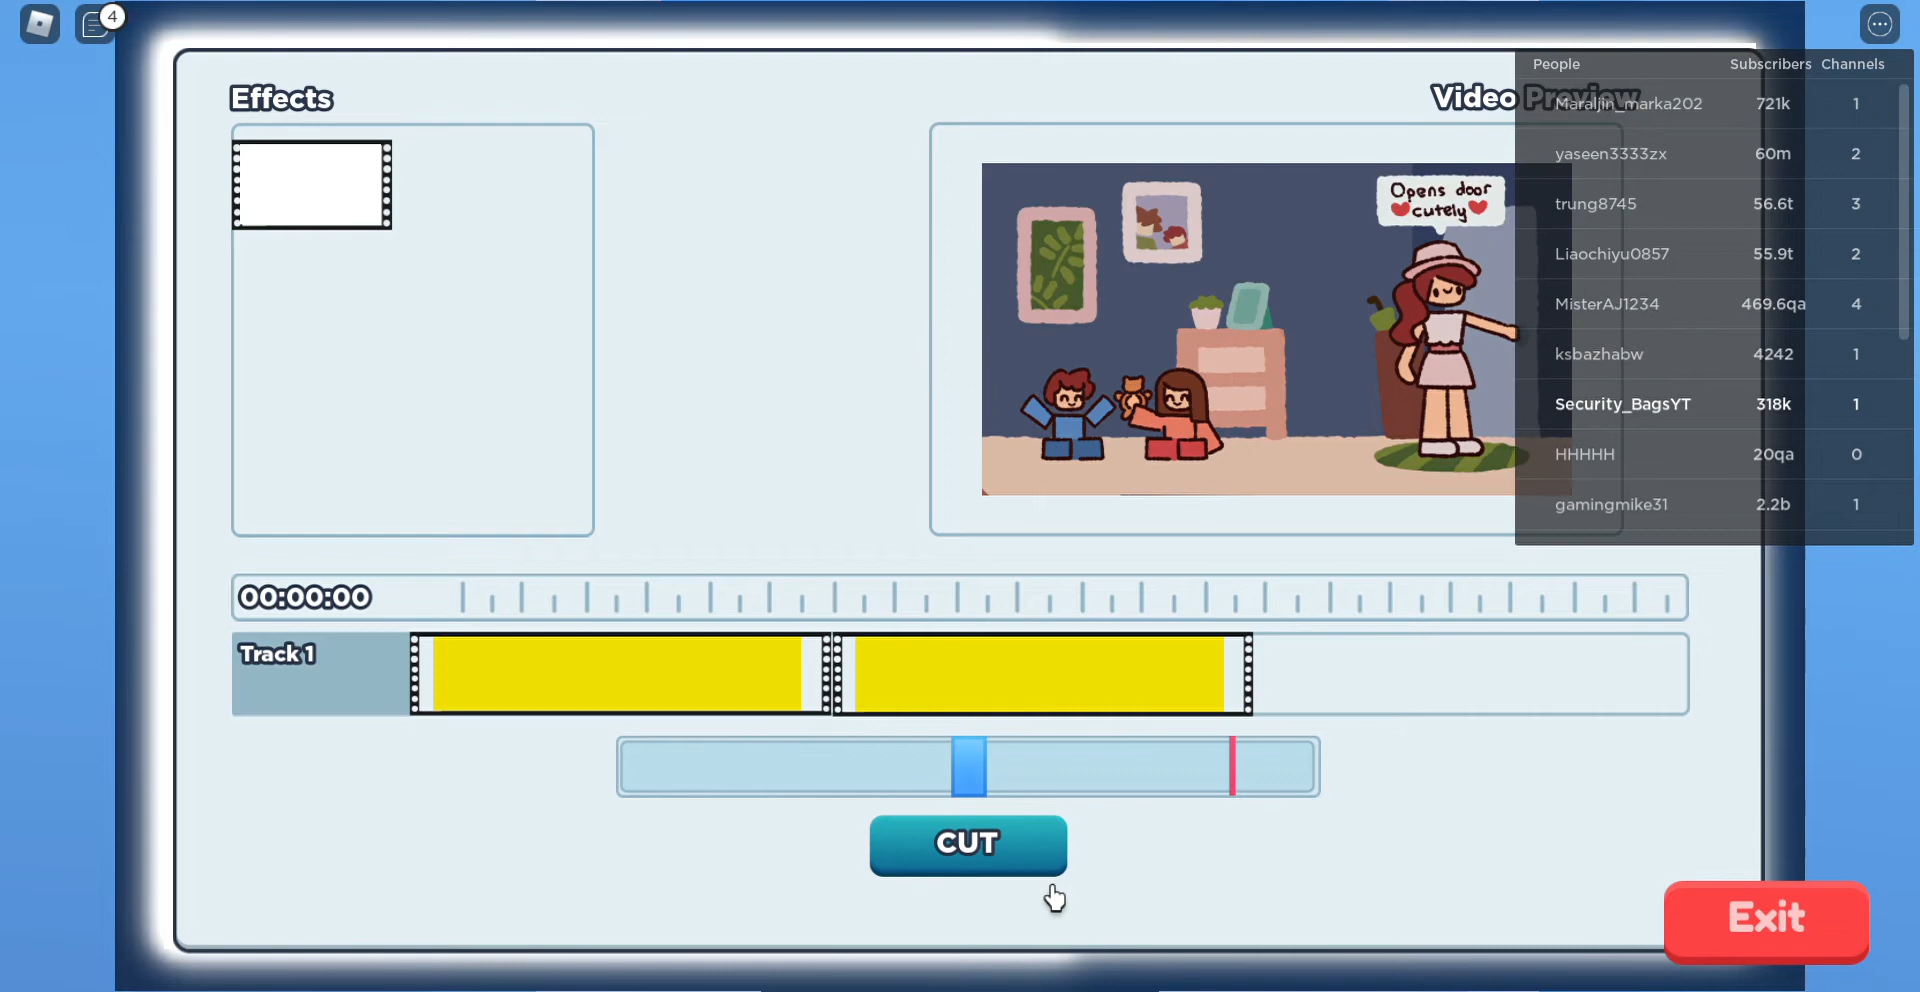 4
Effects
Video Preview
Opens door
cutely
People Subscribers Channels
Maraljin_marka202 721k 1
yaseen3333zx 60m 2
trung8745 56.6t 3
Liaochiyu0857 55.9t 2
MisterAJ1234 469.6qa 4
ksbazhabw 4242 1
Security_BagsYT 318k 1
HHHHH 20qa 0
gamingmike31 2.2b 1
00:00:00
Track 1
CUT
Exit